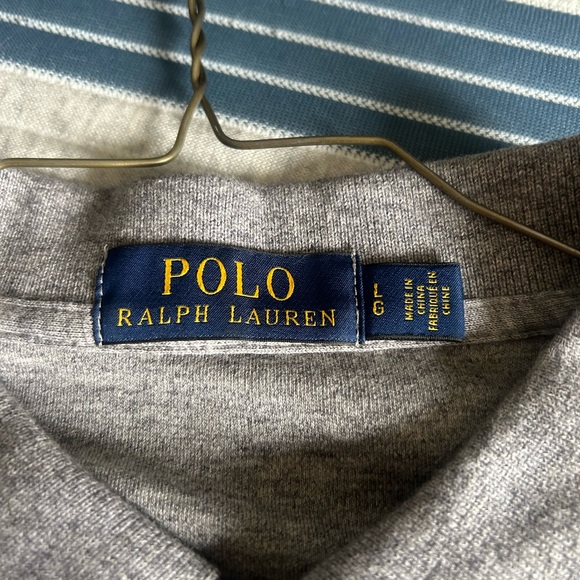 POLO
RALPH LAUREN
L
G
MADE IN
CHINA
FABRIQUÉ EN
CHINE